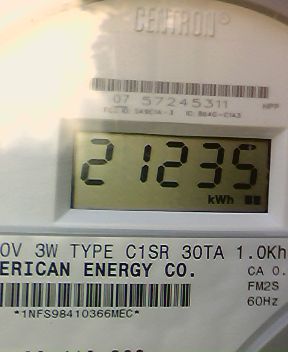 CENTRON®
07 57245311
NPP
21235
kWh
0V 3W TYPE C1SR 30TA 1.0Kh
ERICAN ENERGY CO.
CA 0.
FM2S
60Hz
*1NFS98410366MEC*